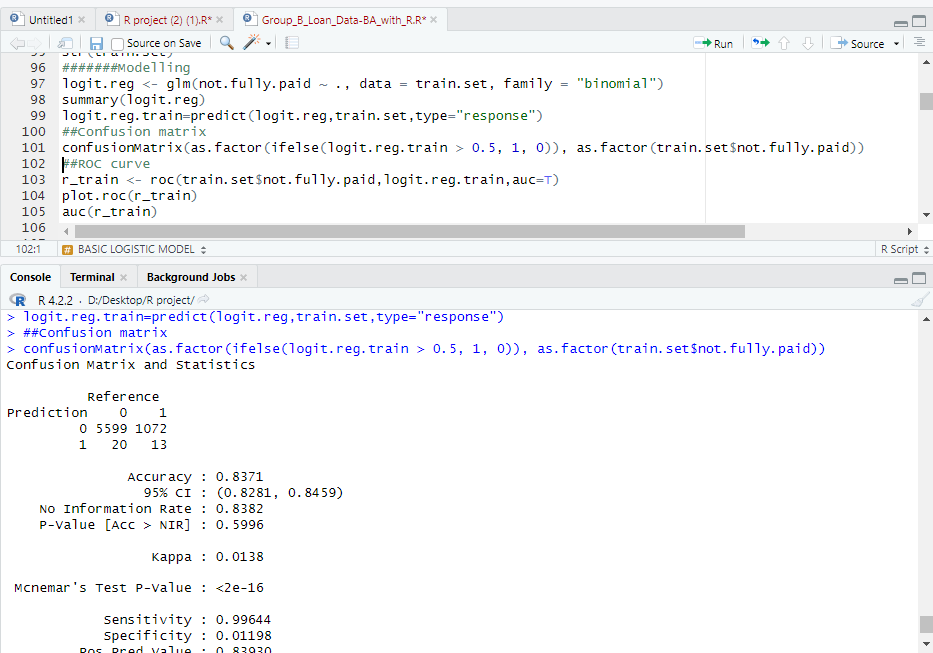 Untitled1
R project (2) (1).R*
Group_B_Loan_Data-BA_with_R.R*
Source on Save
Run
Source
95 str(train.set)
96 #######Modelling
97 logit.reg <- glm(not.fully.paid ~ ., data = train.set, family = "binomial")
98 summary(logit.reg)
99 logit.reg.train=predict(logit.reg,train.set,type="response")
100 ##Confusion matrix
101 confusionMatrix(as.factor(ifelse(logit.reg.train > 0.5, 1, 0)), as.factor(train.set$not.fully.paid))
102 ##ROC curve
103 r_train <- roc(train.set$not.fully.paid,logit.reg.train,auc=T)
104 plot.roc(r_train)
105 auc(r_train)
106
102:1 # BASIC LOGISTIC MODEL R Script
Console Terminal Background Jobs
R R 4.2.2 · D:/Desktop/R project/
> logit.reg.train=predict(logit.reg,train.set,type="response")
> ##Confusion matrix
> confusionMatrix(as.factor(ifelse(logit.reg.train > 0.5, 1, 0)), as.factor(train.set$not.fully.paid))
Confusion Matrix and Statistics
Reference
Prediction 0 1
0 5599 1072
1 20 13
Accuracy : 0.8371
95% CI : (0.8281, 0.8459)
No Information Rate : 0.8382
P-Value [Acc > NIR] : 0.5996
Kappa : 0.0138
Mcnemar's Test P-Value : <2e-16
Sensitivity : 0.99644
Specificity : 0.01198
Pos Pred Value : 0.83930